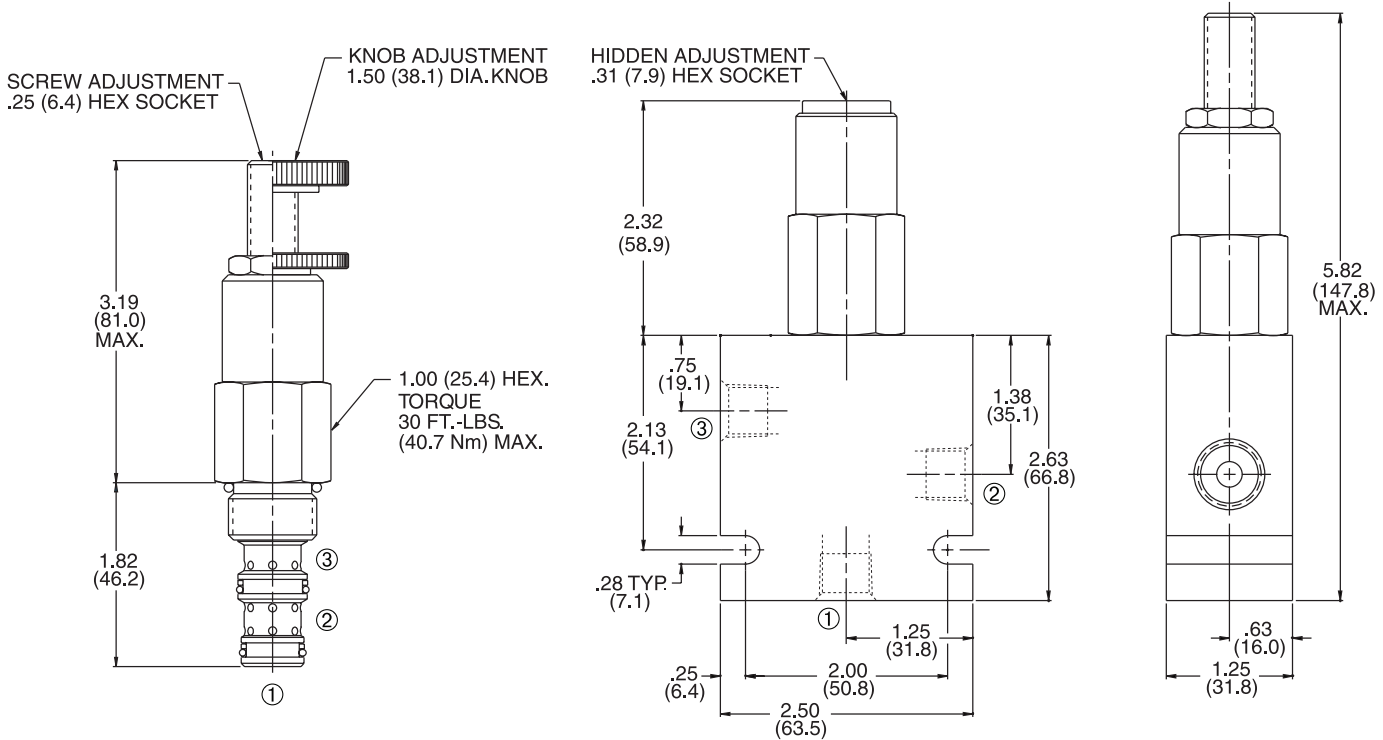 SCREW ADJUSTMENT
.25 (6.4) HEX SOCKET
KNOB ADJUSTMENT
1.50 (38.1) DIA.KNOB
3.19
(81.0)
MAX.
1.00 (25.4) HEX.
TORQUE
30 FT.-LBS.
(40.7 Nm) MAX.
1.82
(46.2)
③
②
①
HIDDEN ADJUSTMENT
.31 (7.9) HEX SOCKET
2.32
(58.9)
.75
(19.1)
③
2.13
(54.1)
1.38
(35.1)
2.63
(66.8)
②
.28 TYP.
(7.1)
①
1.25
(31.8)
.25
(6.4)
2.00
(50.8)
2.50
(63.5)
5.82
(147.8)
MAX.
.63
(16.0)
1.25
(31.8)